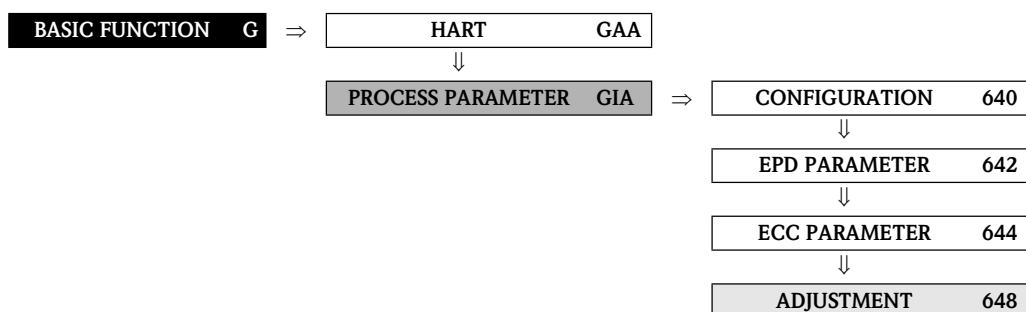 BASIC FUNCTION G ⇒ HART GAA
⇓
PROCESS PARAMETER GIA ⇒ CONFIGURATION 640
⇓
EPD PARAMETER 642
⇓
ECC PARAMETER 644
⇓
ADJUSTMENT 648